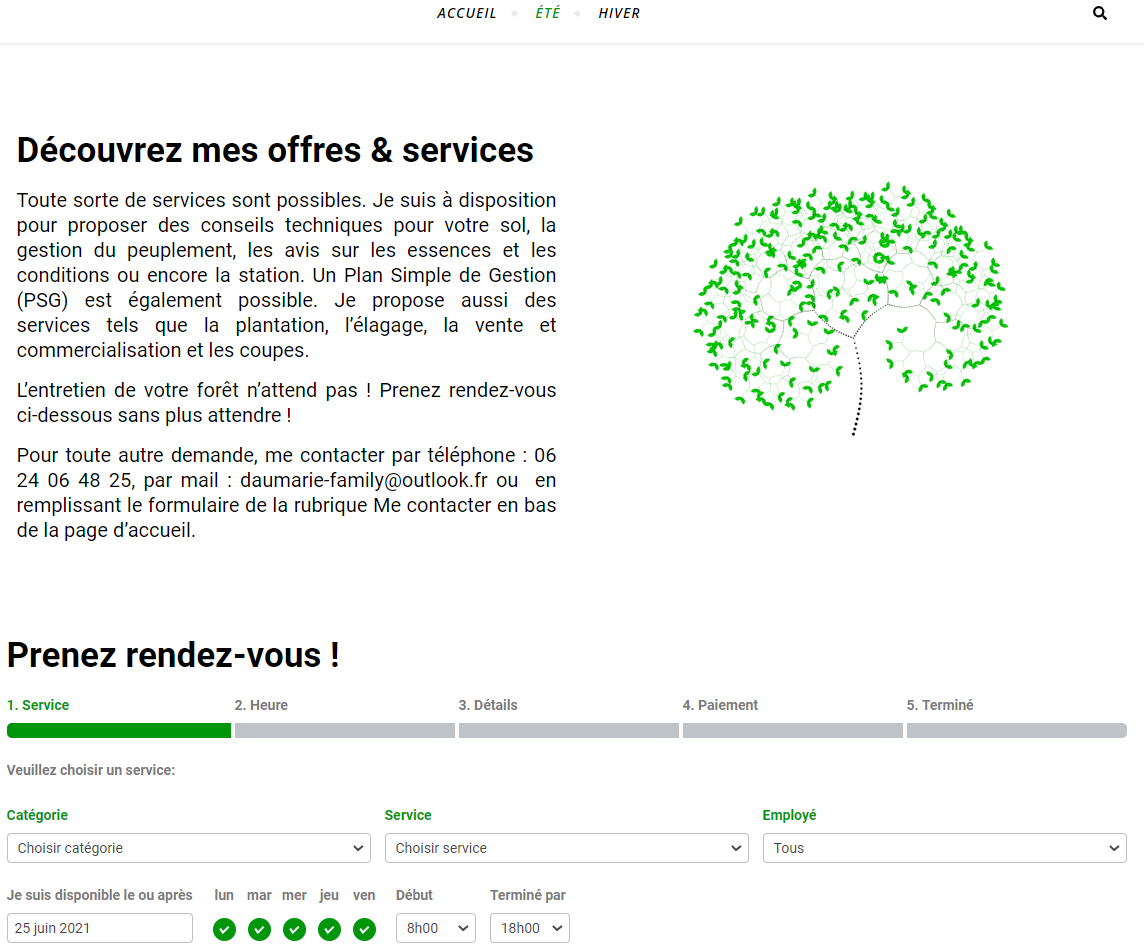 ACCUEIL ÉTÉ HIVER
Découvrez mes offres & services
Toute sorte de services sont possibles. Je suis à disposition
pour proposer des conseils techniques pour votre sol, la
gestion du peuplement, les avis sur les essences et les
conditions ou encore la station. Un Plan Simple de Gestion
(PSG) est également possible. Je propose aussi des
services tels que la plantation, l’élagage, la vente et
commercialisation et les coupes.
L’entretien de votre forêt n’attend pas ! Prenez rendez-vous
ci-dessous sans plus attendre !
Pour toute autre demande, me contacter par téléphone : 06
24 06 48 25, par mail : daumarie-family@outlook.fr ou en
remplissant le formulaire de la rubrique Me contacter en bas
de la page d’accueil.
Prenez rendez-vous !
1. Service 2. Heure 3. Détails 4. Paiement 5. Terminé
Veuillez choisir un service:
Catégorie Service Employé
Choisir catégorie Choisir service Tous
Je suis disponible le ou après lun mar mer jeu ven Début Terminé par
25 juin 2021 8h00 18h00